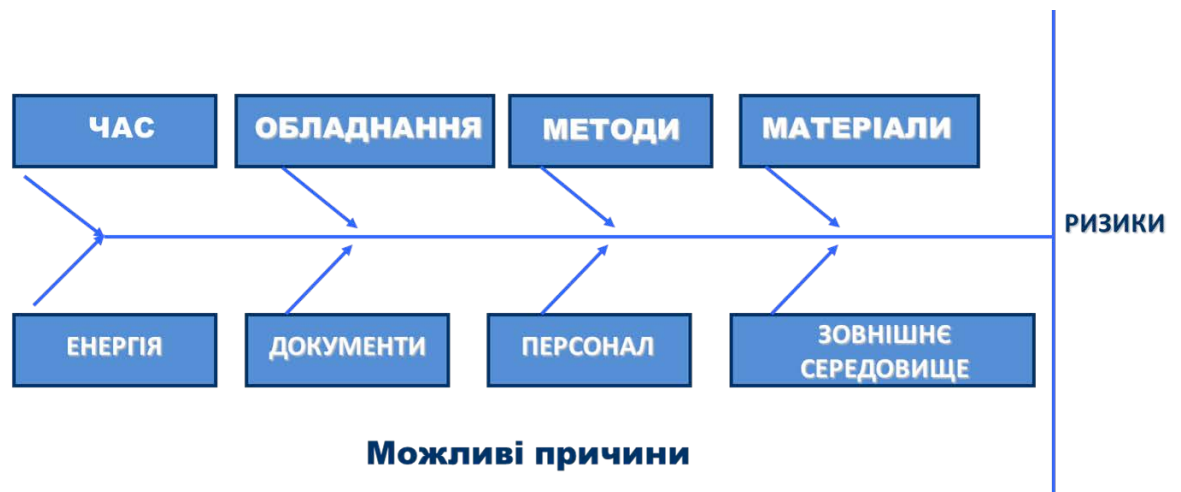 ЧАС
ОБЛАДНАННЯ
МЕТОДИ
МАТЕРІАЛИ
РИЗИКИ
ЕНЕРГІЯ
ДОКУМЕНТИ
ПЕРСОНАЛ
ЗОВНІШНЄ
СЕРЕДОВИЩЕ
Можливі причини